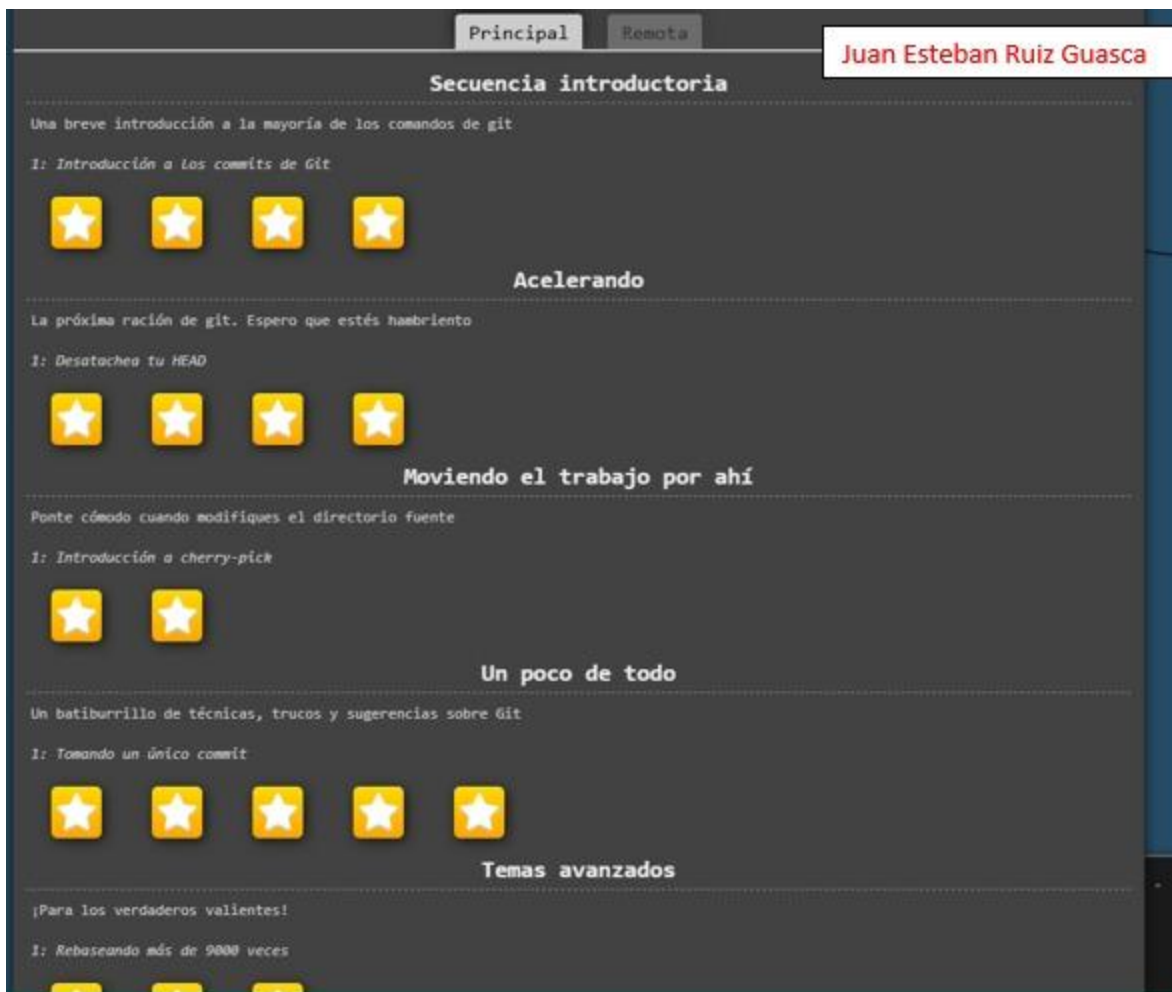 Principal Remota
Juan Esteban Ruiz Guasca
Secuencia introductoria
Una breve introducción a la mayoría de los comandos de git
1: Introducción a los commits de Git
Acelerando
La próxima ración de git. Espero que estés hambriento
1: Desatachea tu HEAD
Moviendo el trabajo por ahí
Ponte cómodo cuando modifiques el directorio fuente
1: Introducción a cherry-pick
Un poco de todo
Un batiburrillo de técnicas, trucos y sugerencias sobre Git
1: Tomando un único commit
Temas avanzados
¡Para los verdaderos valientes!
1: Rebaseando más de 9000 veces